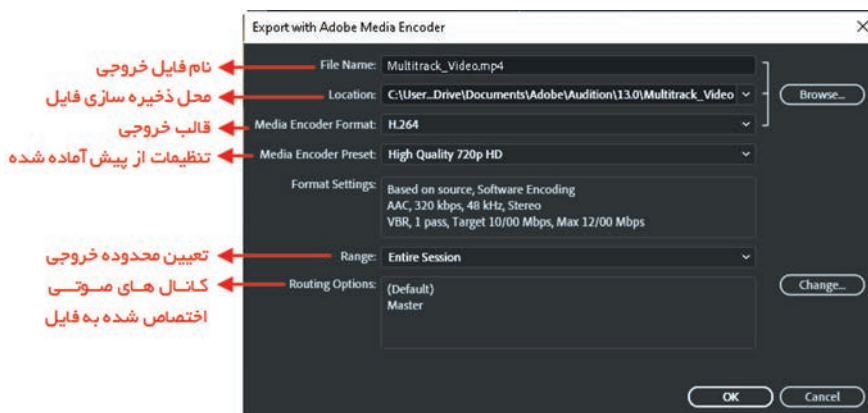 Export with Adobe Media Encoder
نام فایل خروجی
File Name: Multitrack_Video.mp4
محل ذخیره سازی فایل
Location: C:\User...Drive\Documents\Adobe\Audition\13.0\Multitrack_Video
Browse...
قالب خروجی
Media Encoder Format: H.264
تنظیمات از پیش آماده شده
Media Encoder Preset: High Quality 720p HD
Format Settings: Based on source, Software Encoding
AAC, 320 kbps, 48 kHz, Stereo
VBR, 1 pass, Target 10/00 Mbps, Max 12/00 Mbps
تعیین محدوده خروجی
Range: Entire Session
کانـال هـای صـوتـی
اختصاص شده به فایل
Routing Options: (Default)
Master
Change...
OK Cancel